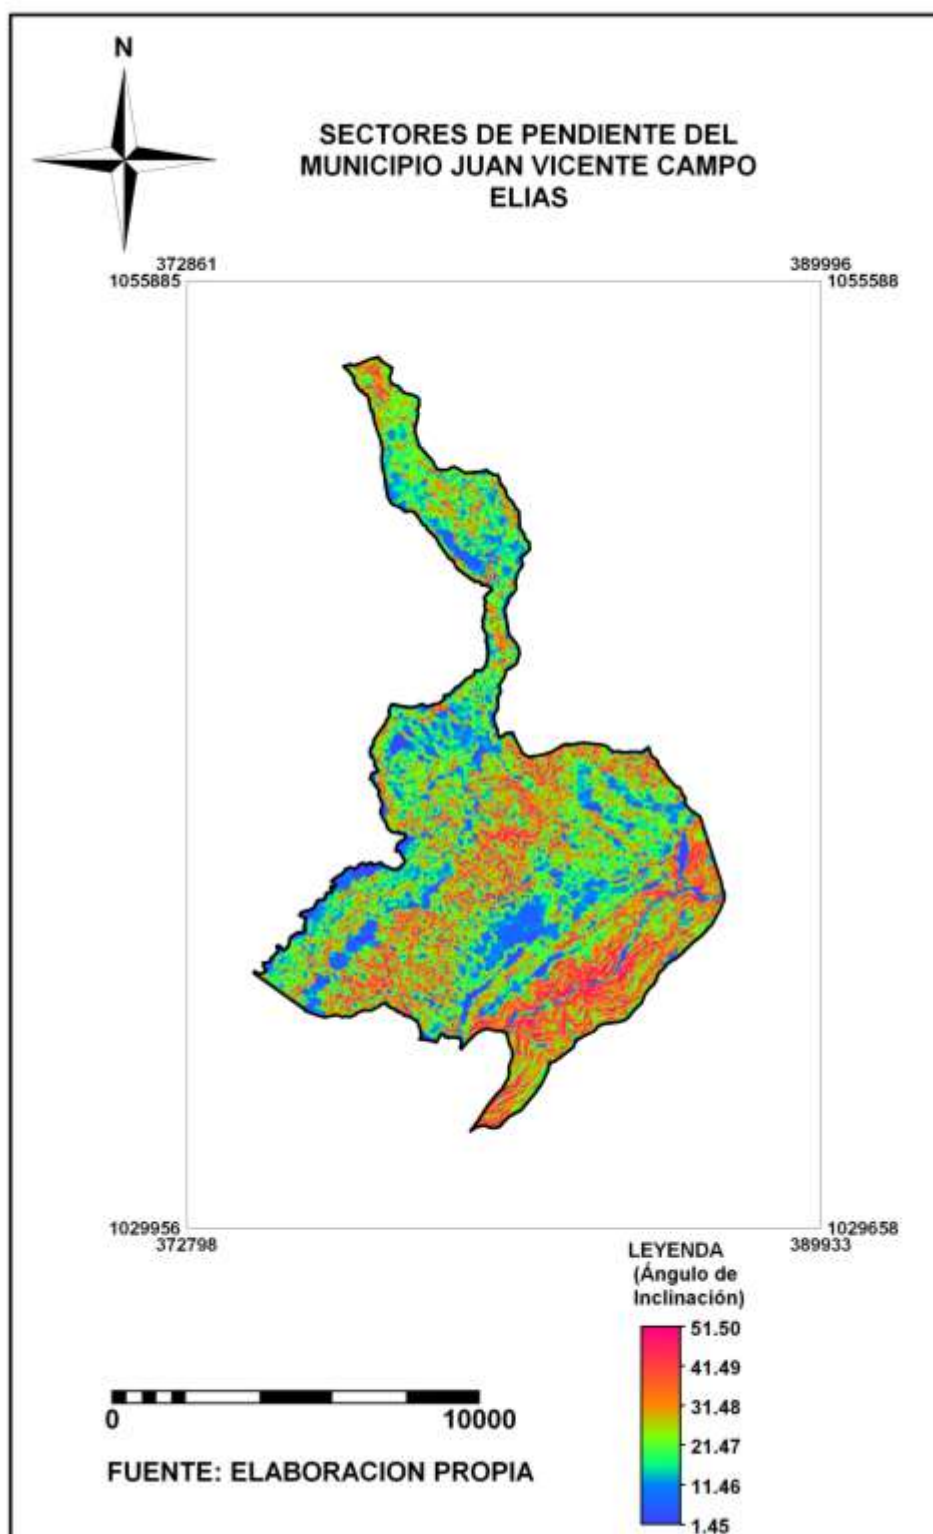 N
SECTORES DE PENDIENTE DEL
MUNICIPIO JUAN VICENTE CAMPO
ELIAS
372861
389996
1055885
1055588
1029956
1029658
372798
389933
LEYENDA
(Ángulo de
Inclinación)
51.50
41.49
31.48
21.47
11.46
1.45
0
10000
FUENTE: ELABORACION PROPIA